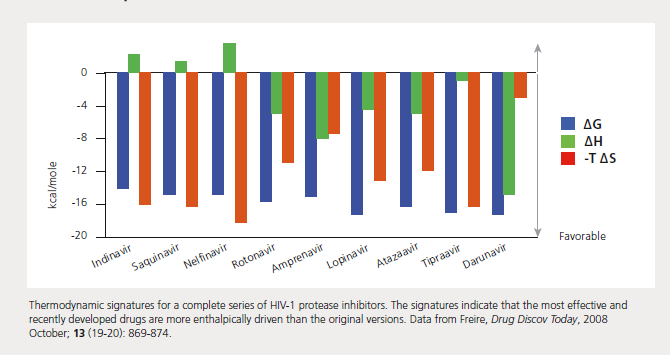 0
-4
-8
-12
-16
-20
kcal/mole
Indinavir
Saquinavir
Nelfinavir
Rotonavir
Amprenavir
Lopinavir
Atazaavir
Tipraavir
Darunavir
ΔG
ΔH
-T ΔS
Favorable
Thermodynamic signatures for a complete series of HIV-1 protease inhibitors. The signatures indicate that the most effective and
recently developed drugs are more enthalpically driven than the original versions. Data from Freire, Drug Discov Today, 2008
October; 13 (19-20): 869-874.